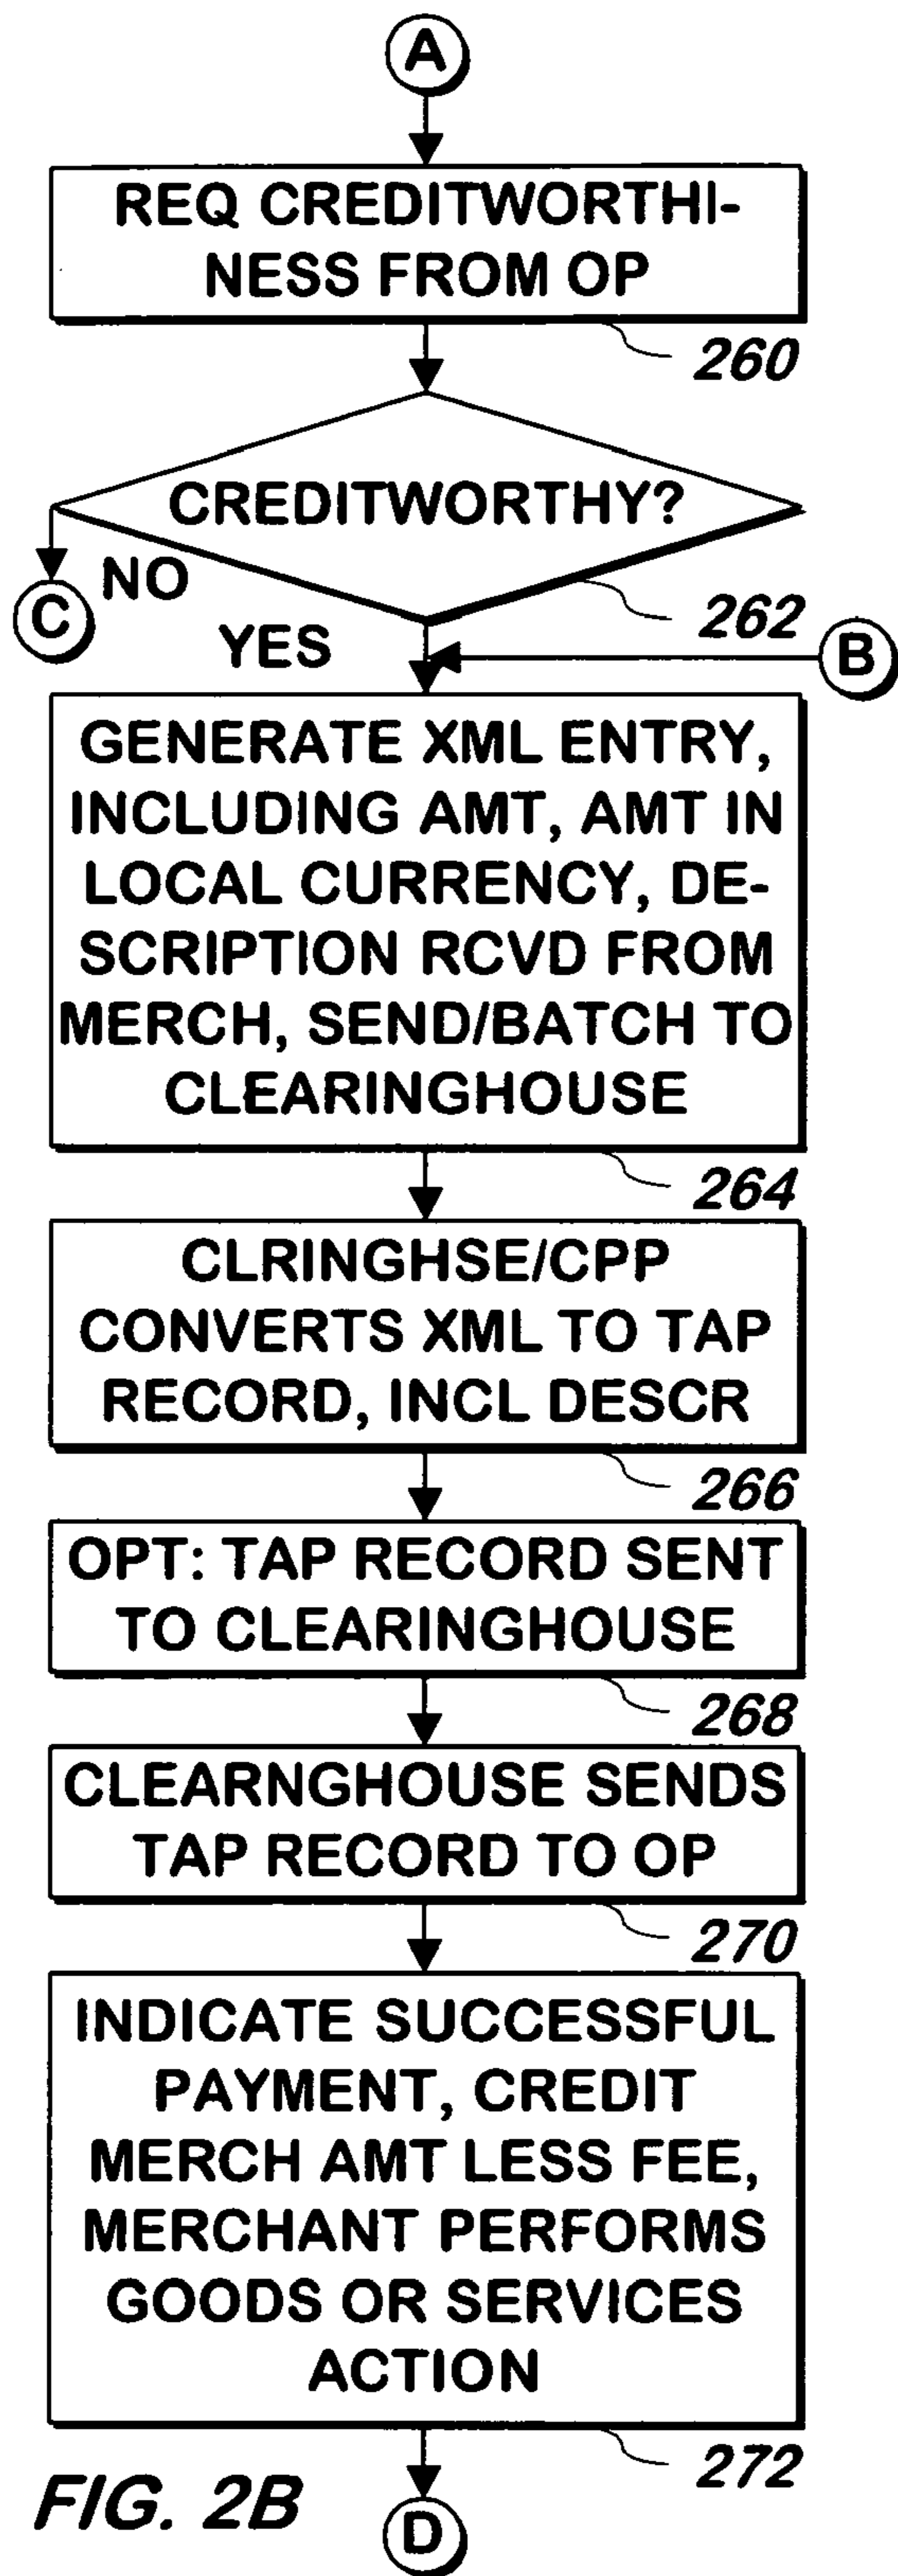 A
REQ CREDITWORTHI-
NESS FROM OP
260
CREDITWORTHY?
NO
C
262
YES
B
GENERATE XML ENTRY,
INCLUDING AMT, AMT IN
LOCAL CURRENCY, DE-
SCRIPTION RCVD FROM
MERCH, SEND/BATCH TO
CLEARINGHOUSE
264
CLRINGHSE/CPP
CONVERTS XML TO TAP
RECORD, INCL DESCR
266
OPT: TAP RECORD SENT
TO CLEARINGHOUSE
268
CLEARNGHOUSE SENDS
TAP RECORD TO OP
270
INDICATE SUCCESSFUL
PAYMENT, CREDIT
MERCH AMT LESS FEE,
MERCHANT PERFORMS
GOODS OR SERVICES
ACTION
272
FIG. 2B
D